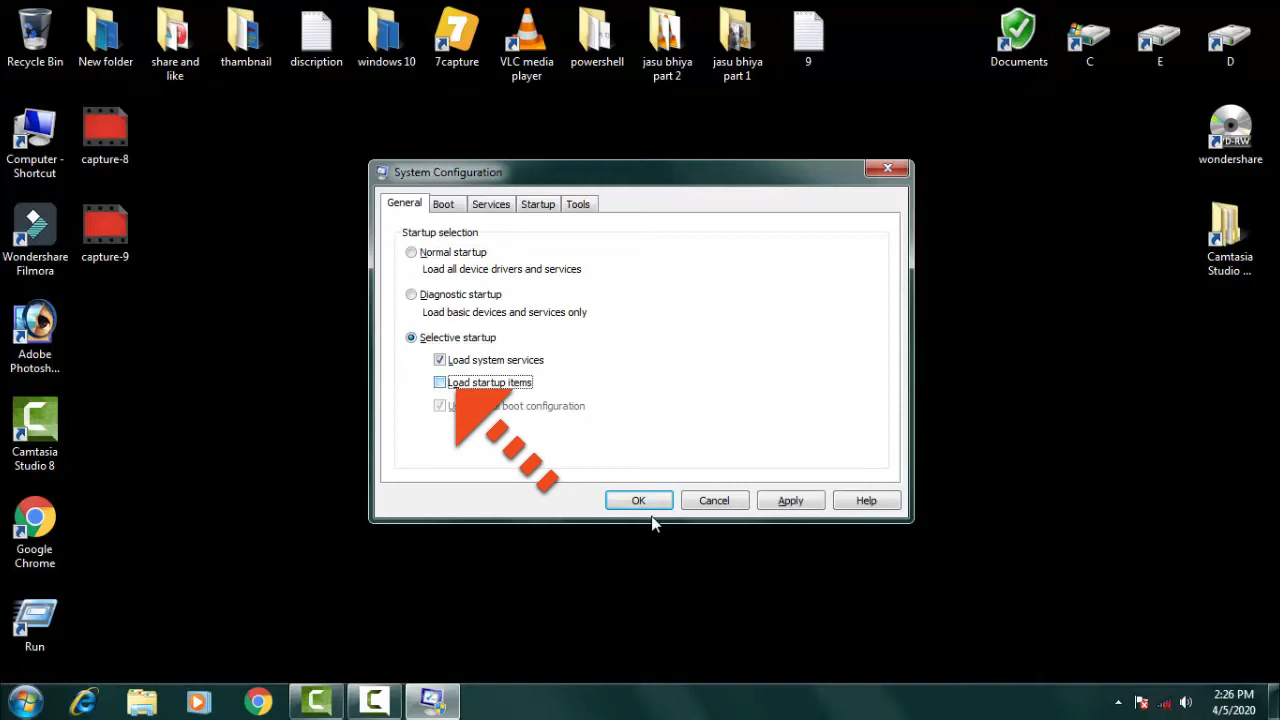 Recycle Bin
New folder
share and
like
thumbnail
discription
windows 10
7capture
VLC media
player
powershell
jasu bhiya
part 2
jasu bhiya
part 1
9
Documents
C
E
D
Computer -
Shortcut
capture-8
D-RW
wondershare
Wondershare
Filmora
capture-9
Camtasia
Studio ...
Adobe
Photosh...
Camtasia
Studio 8
Google
Chrome
Run
System Configuration
General
Boot
Services
Startup
Tools
Startup selection
Normal startup
Load all device drivers and services
Diagnostic startup
Load basic devices and services only
Selective startup
Load system services
Load startup items
boot configuration
OK
Cancel
Apply
Help
2:26 PM
4/5/2020